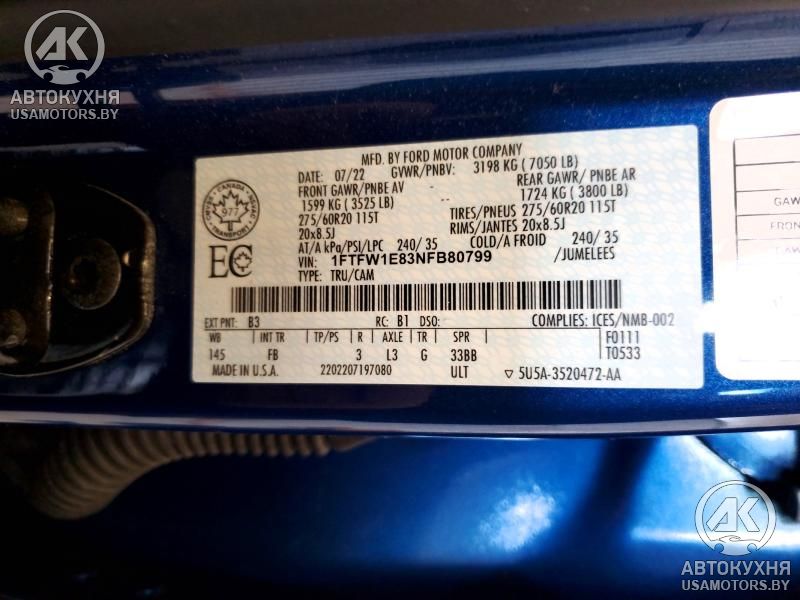 АВТОКУХНЯ
USAMOTORS.BY
MFD. BY FORD MOTOR COMPANY
DATE: 07/22 GVWR/PNBV: 3198 KG ( 7050 LB)
FRONT GAWR/PNBE AV REAR GAWR/ PNBE AR
1599 KG ( 3525 LB) 1724 KG ( 3800 LB)
275/60R20 115T TIRES/PNEUS 275/60R20 115T
20x8.5J RIMS/JANTES 20x8.5J
AT/A kPa/PSI/LPC 240/ 35 COLD/A FROID 240/ 35
VIN: 1FTFW1E83NFB80799 /JUMELEES
TYPE: TRU/CAM
CANADA
977
TRANSPORT
EC
EXT PNT: B3 RC: B1 DSO: COMPLIES: ICES/NMB-002
WB INT TR TP/PS R AXLE TR SPR F0111
145 FB 3 L3 G 33BB T0533
MADE IN U.S.A. 2202207197080 ULT ▽ 5U5A-3520472-AA
GAW
FRON
GAW
АК
АВТОКУХНЯ
USAMOTORS.BY